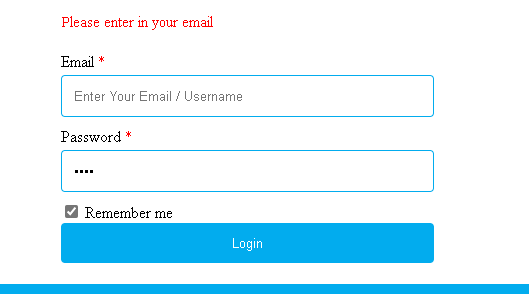 Please enter in your email
Email *
Enter Your Email / Username
Password *
••••
Remember me
Login